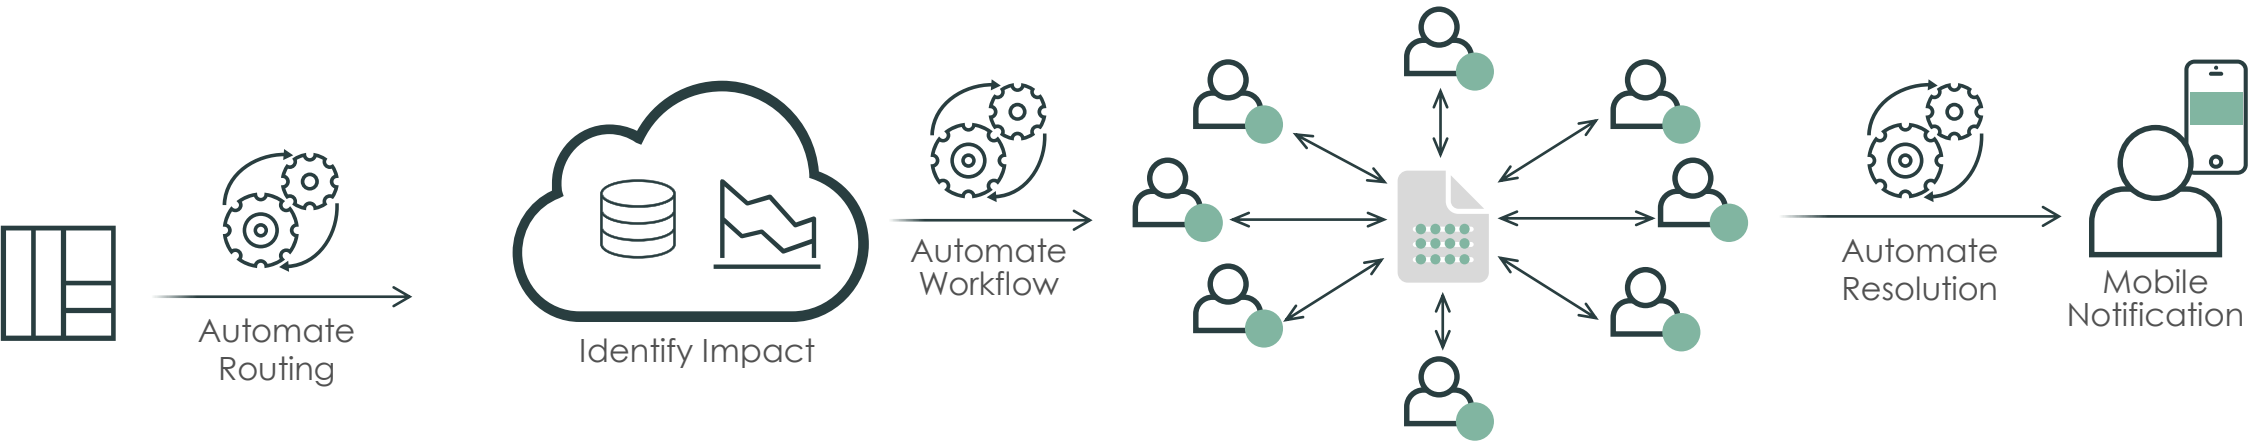 Automate
Routing
Identify Impact
Automate
Workflow
Automate
Resolution
Mobile
Notification